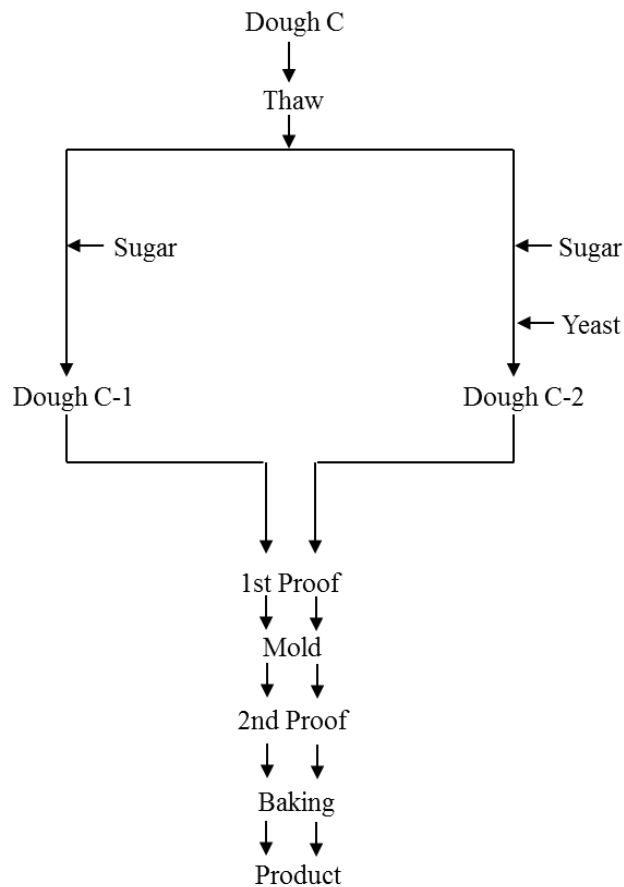 Dough C
Thaw
Sugar
Sugar
Yeast
Dough C-1
Dough C-2
1st Proof
Mold
2nd Proof
Baking
Product